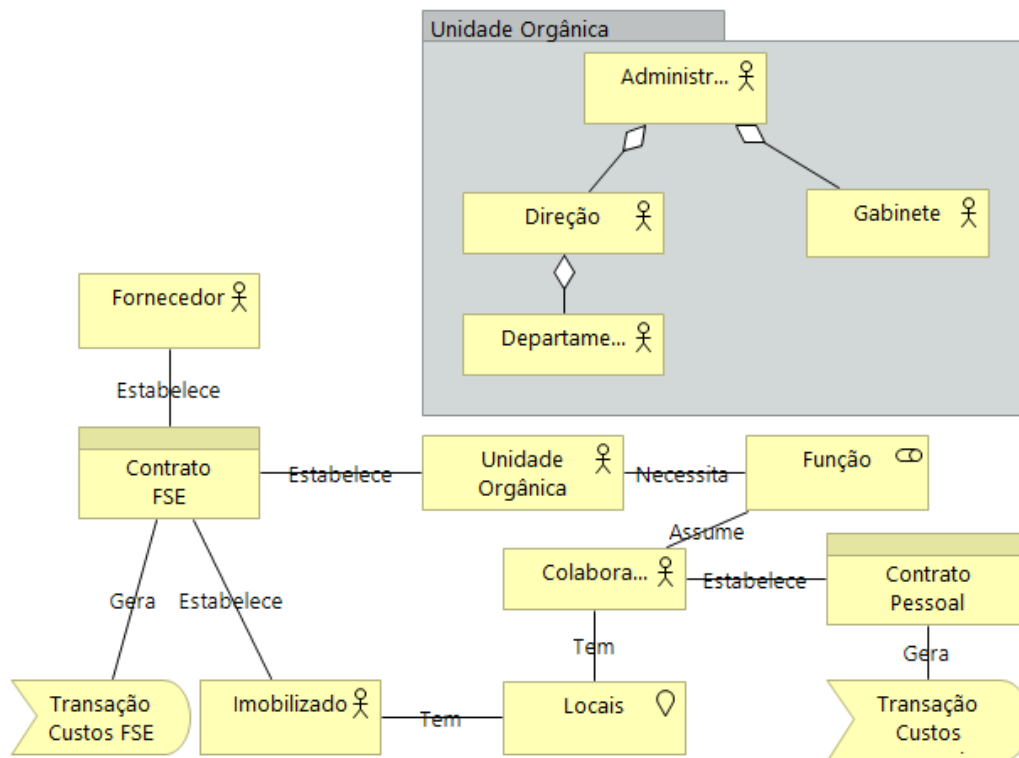 Unidade Orgânica
Administr...
Direção
Gabinete
Fornecedor
Departame...
Estabelece
Contrato
FSE
Estabelece
Unidade
Orgânica
Necessita
Função
Assume
Colabora...
Estabelece
Contrato
Pessoal
Gera
Estabelece
Tem
Gera
Transação
Custos FSE
Imobilizado
Tem
Locais
Transação
Custos